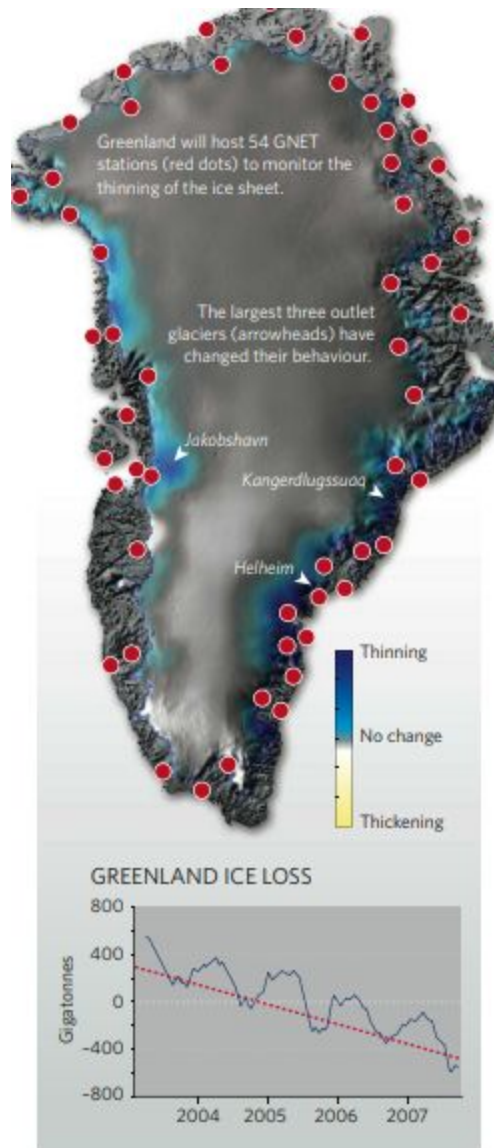 Greenland will host 54 GNET
stations (red dots) to monitor the
thinning of the ice sheet.
The largest three outlet
glaciers (arrowheads) have
changed their behaviour.
Jakobshavn
Kangerdlugssuaq
Helheim
Thinning
No change
Thickening
GREENLAND ICE LOSS
800
400
0
–400
–800
Gigatonnes
2004 2005 2006 2007